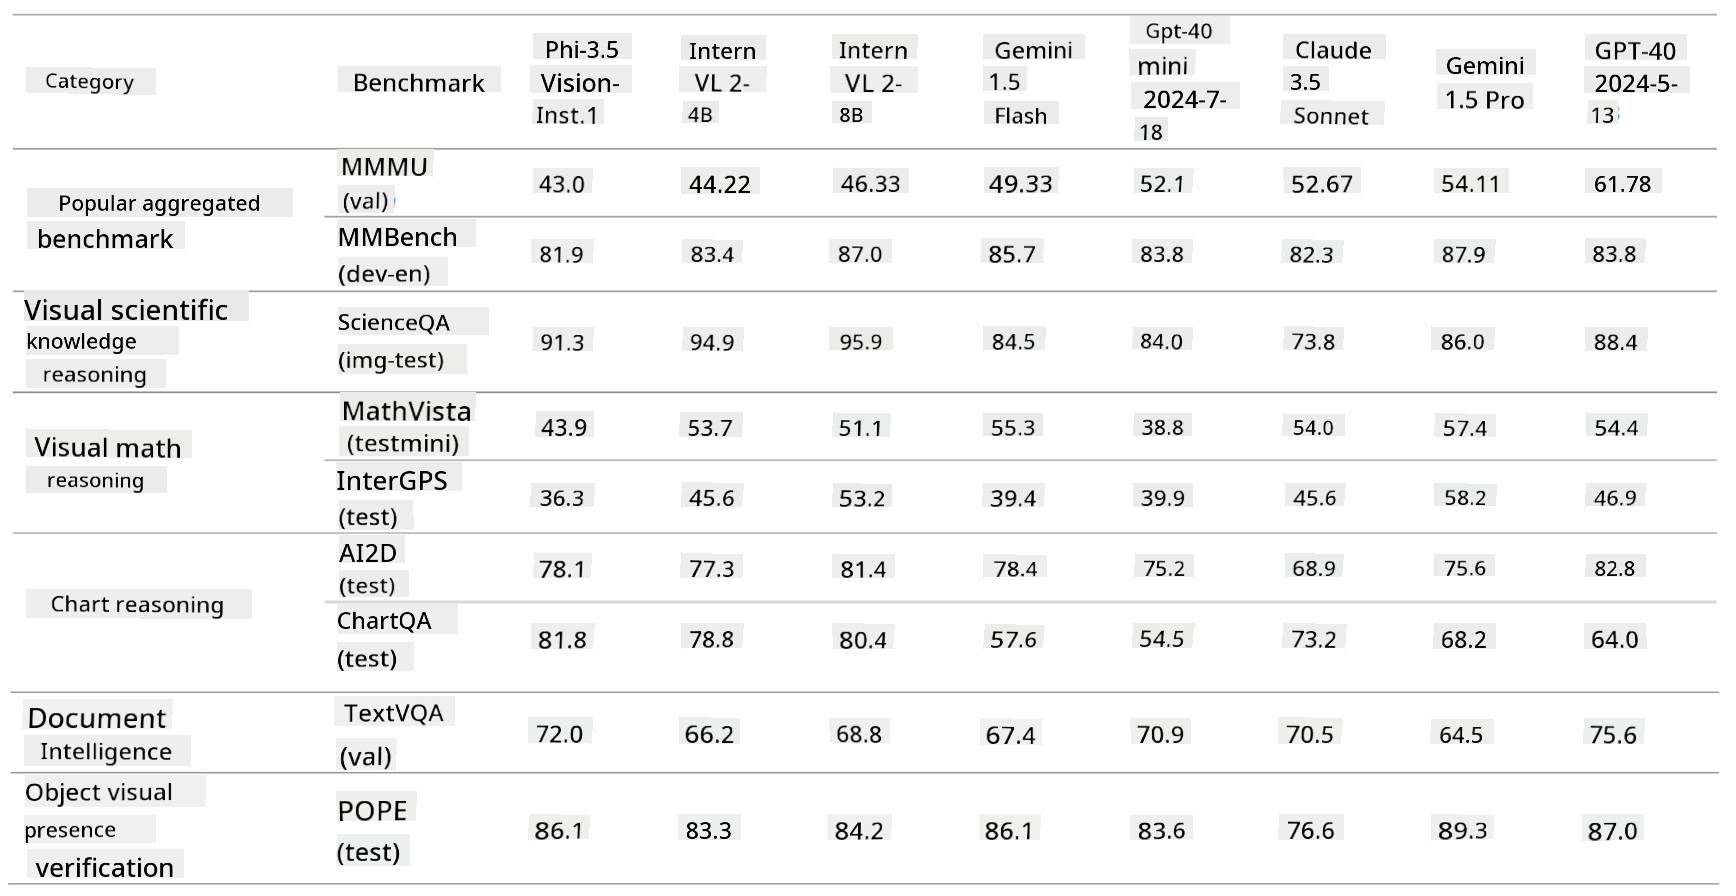 Category Benchmark Phi-3.5 Vision- Inst.1 Intern VL 2- 4B Intern VL 2- 8B Gemini 1.5 Flash Gpt-40 mini 2024-7- 18 Claude 3.5 Sonnet Gemini 1.5 Pro GPT-40 2024-5- 13
Popular aggregated benchmark
MMMU (val) 43.0 44.22 46.33 49.33 52.1 52.67 54.11 61.78
MMBench (dev-en) 81.9 83.4 87.0 85.7 83.8 82.3 87.9 83.8
Visual scientific knowledge reasoning
ScienceQA (img-test) 91.3 94.9 95.9 84.5 84.0 73.8 86.0 88.4
Visual math reasoning
MathVista (testmini) 43.9 53.7 51.1 55.3 38.8 54.0 57.4 54.4
InterGPS (test) 36.3 45.6 53.2 39.4 39.9 45.6 58.2 46.9
Chart reasoning
AI2D (test) 78.1 77.3 81.4 78.4 75.2 68.9 75.6 82.8
ChartQA (test) 81.8 78.8 80.4 57.6 54.5 73.2 68.2 64.0
Document Intelligence
TextVQA (val) 72.0 66.2 68.8 67.4 70.9 70.5 64.5 75.6
Object visual presence verification
POPE (test) 86.1 83.3 84.2 86.1 83.6 76.6 89.3 87.0